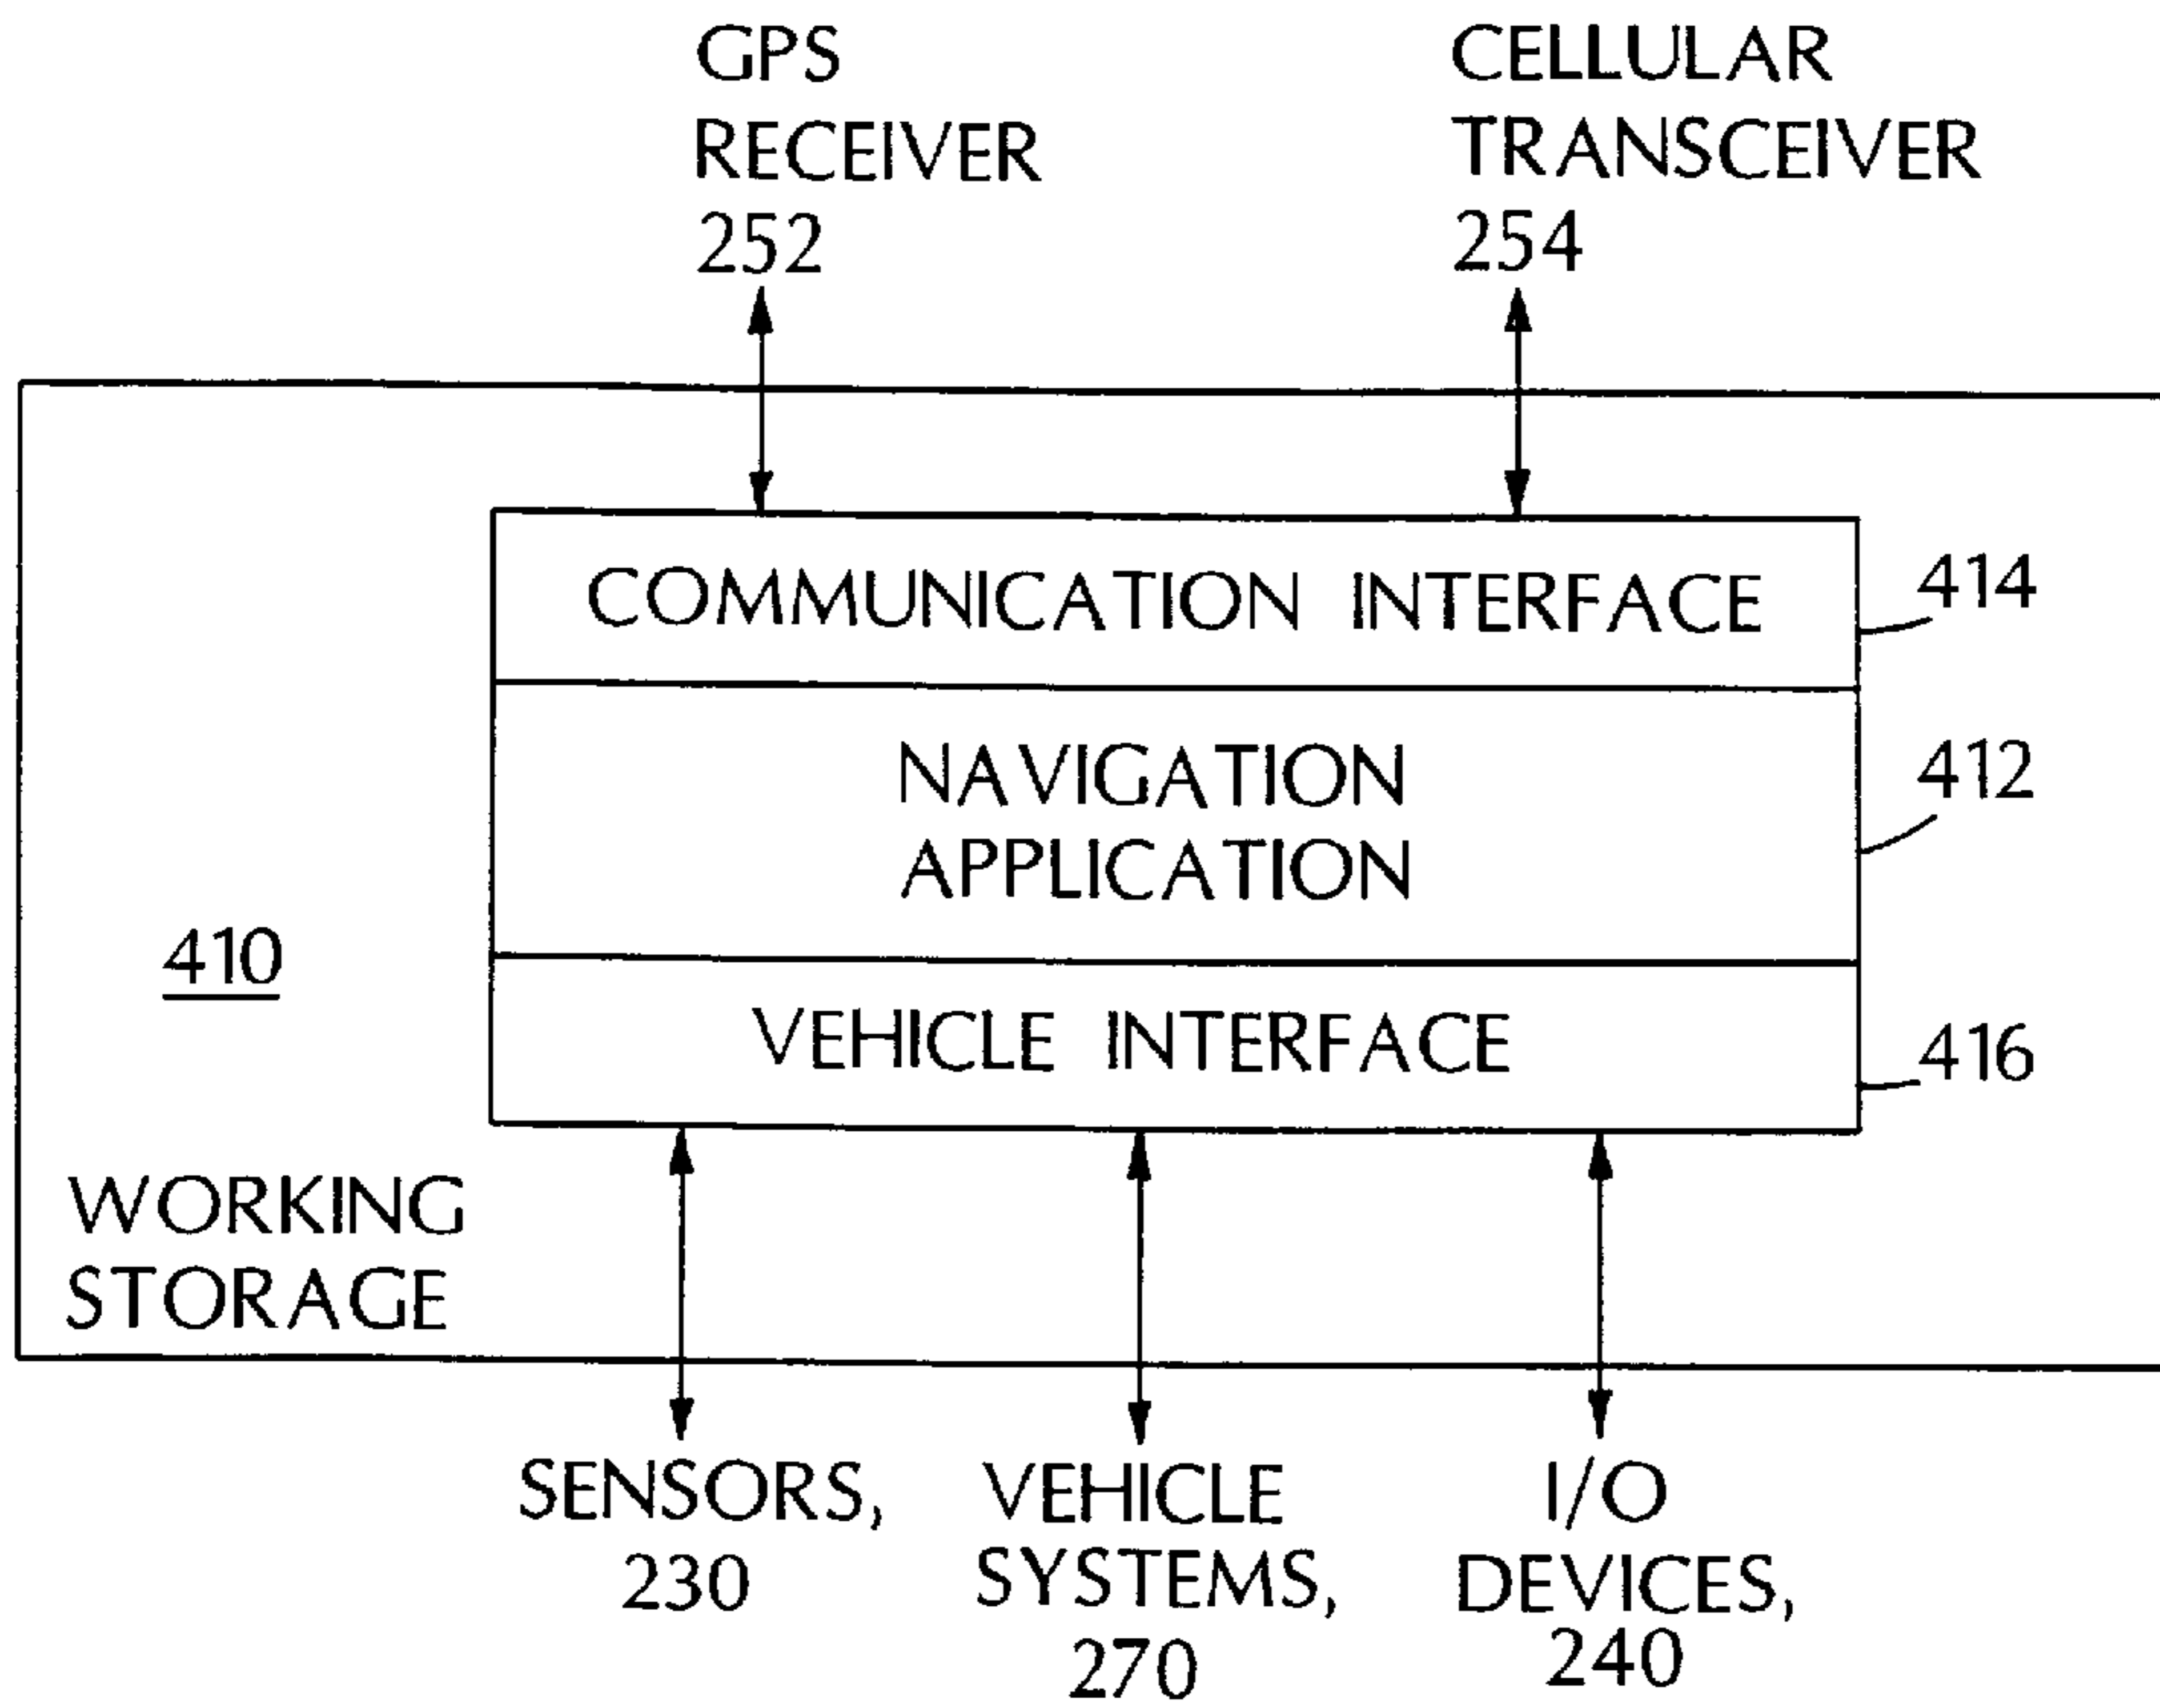 GPS
RECEIVER
252
CELLULAR
TRANSCEIVER
254
COMMUNICATION INTERFACE
414
NAVIGATION
APPLICATION
412
410
VEHICLE INTERFACE
416
WORKING
STORAGE
SENSORS,
230
VEHICLE
SYSTEMS,
270
I/O
DEVICES,
240